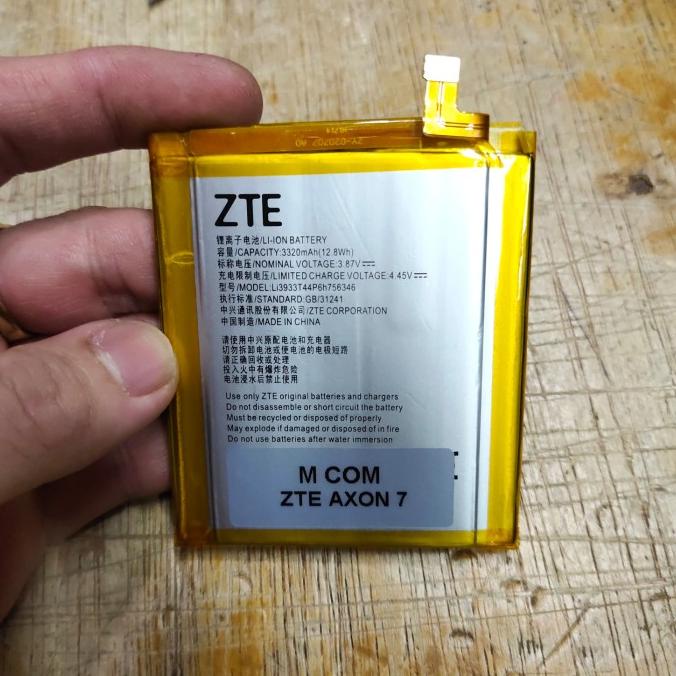 ZTE
锂离子电池/LI-ION BATTERY
容量/CAPACITY:3320mAh(12.8Wh)
标称电压/NOMINAL VOLTAGE:3.87V⎓
充电限制电压/LIMITED CHARGE VOLTAGE:4.45V⎓
型号/MODEL:Li3933T44P6h756346
执行标准/STANDARD:GB/31241
中兴通讯股份有限公司/ZTE CORPORATION
中国制造/MADE IN CHINA
请使用中兴原配电池和充电器
切勿拆卸电池或使电池的电极短路
请正确回收或处理
投入火中有爆炸危险
电池浸水后禁止使用
Use only ZTE original batteries and chargers
Do not disassemble or short circuit the battery
Must be recycled or disposed of properly
May explode if damaged or disposed of in fire
Do not use batteries after water immersion
M COM
ZTE AXON 7